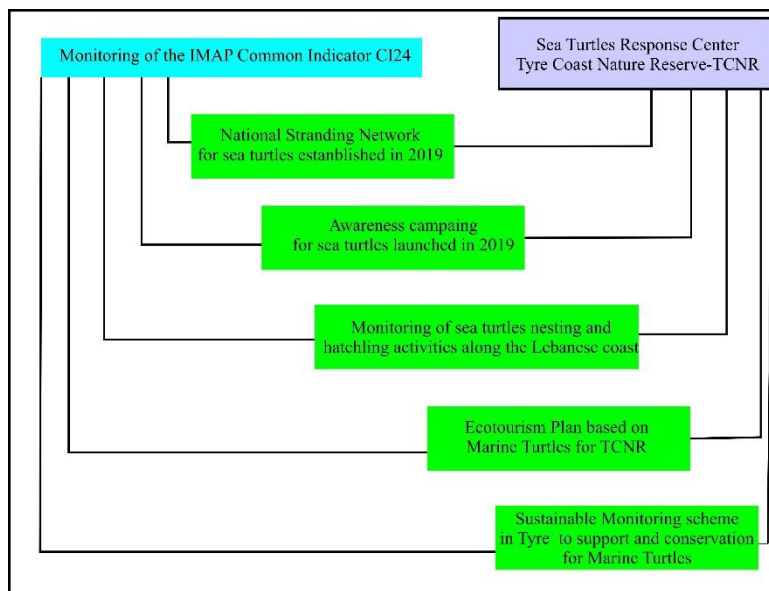 Monitoring of the IMAP Common Indicator CI24
Sea Turtles Response Center
Tyre Coast Nature Reserve-TCNR
National Stranding Network
for sea turtles estanblished in 2019
Awareness campaing
for sea turtles launched in 2019
Monitoring of sea turtles nesting and
hatchling activities along the Lebanese coast
Ecotourism Plan based on
Marine Turtles for TCNR
Sustainable Monitoring scheme
in Tyre to support and conservation
for Marine Turtles